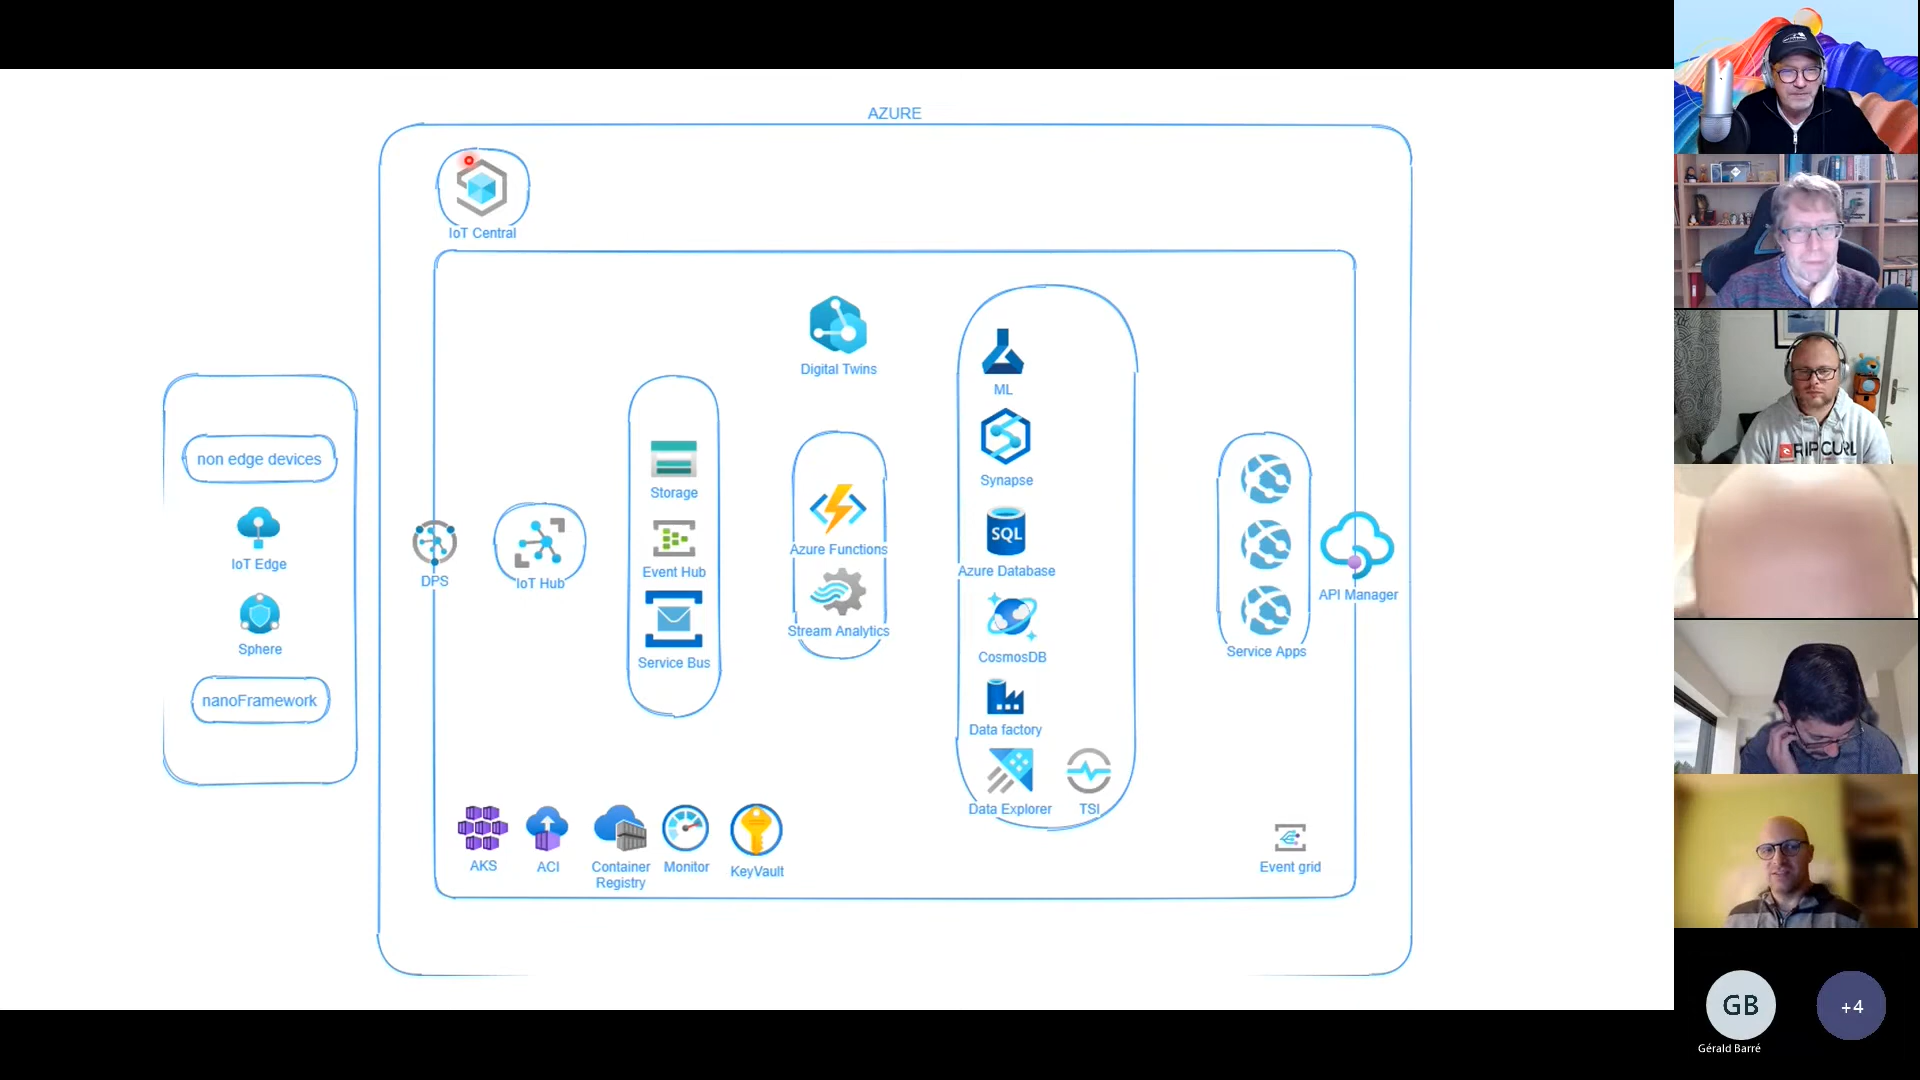 AZURE
IoT Central
Digital Twins
ML
non edge devices
Storage
Synapse
IoT Edge
DPS
IoT Hub
Event Hub
Azure Functions
SQL
Azure Database
API Manager
Sphere
Service Bus
Stream Analytics
CosmosDB
Service Apps
nanoFramework
Data factory
Data Explorer
TSI
AKS
ACI
Container
Registry
Monitor
KeyVault
Event grid
RIP CURL
GB
+4
Gérald Barré